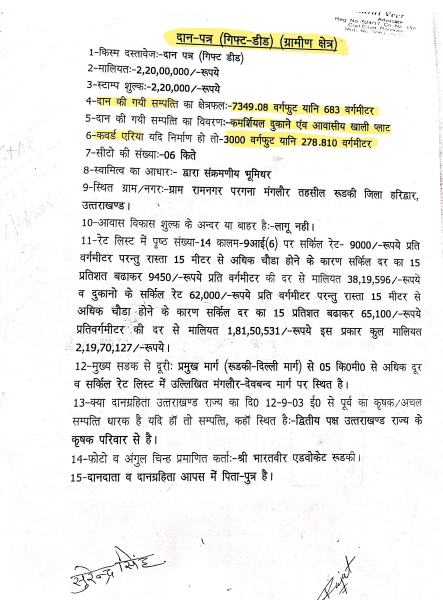 Advocate
दान-पत्र (गिफ्ट-डीड) (ग्रामीण क्षेत्र)
1-किस्म दस्तावेजः-दान पत्र (गिफ्ट डीड)
2-मालियतः-2,20,00,000/-रूपये
3-स्टाम्प शुल्कः-2,20,000/-रूपये
4-दान की गयी सम्पत्ति का क्षेत्रफलः-7349.08 वर्गफुट यानि 683 वर्गमीटर
5-दान की गयी सम्पत्ति का विवरणः-कमर्शियल दुकाने एंव आवासीय खाली प्लाट
6-कवर्ड एरिया यदि निर्माण हो तो-3000 वर्गफुट यानि 278.810 वर्गमीटर
7-सीटो की संख्याः-06 किते
8-स्वामित्व का आधारः- द्वारा संक्रमणीय भूमिधर
9-स्थित ग्राम/नगरः-ग्राम रामनगर परगना मंगलौर तहसील रूडकी जिला हरिद्वार,
उत्तराखण्ड।
10-आवास विकास शुल्क के अन्दर या बाहर हैः-लागू नही।
11-रेट लिस्ट में पृष्ठ संख्या-14 कालम-9आई(6) पर सर्किल रेट- 9000/-रूपये प्रति
वर्गमीटर परन्तु रास्ता 15 मीटर से अधिक चौडा होने के कारण सर्किल दर का 15
प्रतिशत बढाकर 9450/-रूपये प्रति वर्गमीटर की दर से मालियत 38,19,596/-रूपये
व दुकानो के सर्किल रेट 62,000/-रूपये प्रति वर्गमीटर परन्तु रास्ता 15 मीटर से
अधिक चौडा होने के कारण सर्किल दर का 15 प्रतिशत बढाकर 65,100/-रूपये
प्रतिवर्गमीटर की दर से मालियत 1,81,50,531/-रूपये इस प्रकार कुल मालियत
2,19,70,127/-रूपये।
12-मुख्य सडक से दूरीः प्रमुख मार्ग (रूडकी-दिल्ली मार्ग) से 05 कि0मी0 से अधिक दूर
व सर्किल रेट लिस्ट में उल्लिखित मंगलौर-देवबन्द मार्ग पर स्थित है।
13-क्या दानग्रहिता उत्तराखण्ड राज्य का दि0 12-9-03 ई0 से पूर्व का कृषक/अचल
सम्पत्ति धारक है यदि हाँ तो सम्पत्ति, कहाँ स्थित हैः-द्वितीय पक्ष उत्तराखण्ड राज्य के
कृषक परिवार से है।
14-फोटो व अंगुल चिन्ह प्रमाणित कर्ताः-श्री भारतवीर एडवोकेट रूडकी।
15-दानदाता व दानग्रहिता आपस में पिता-पुत्र है।
सुरेन्द्र सिंह
Rajat